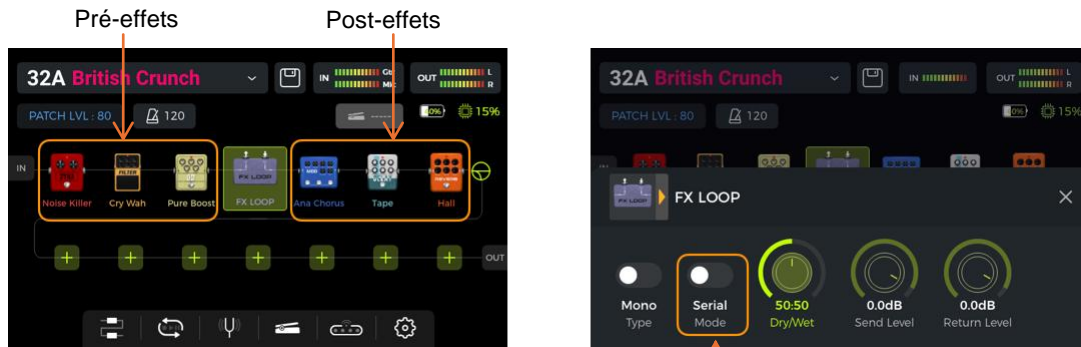 Pré-effets
Post-effets
32A British Crunch
IN
Gt
Mic
OUT
L
R
PATCH LVL : 80
120
-----
0%
15%
IN
Noise Killer
Cry Wah
Pure Boost
FX LOOP
Ana Chorus
Tape
Hall
OUT
32A British Crunch
IN
OUT
L
R
PATCH LVL : 80
120
0%
15%
FX LOOP
Mono
Serial
50:50
0.0dB
0.0dB
Type
Mode
Dry/Wet
Send Level
Return Level